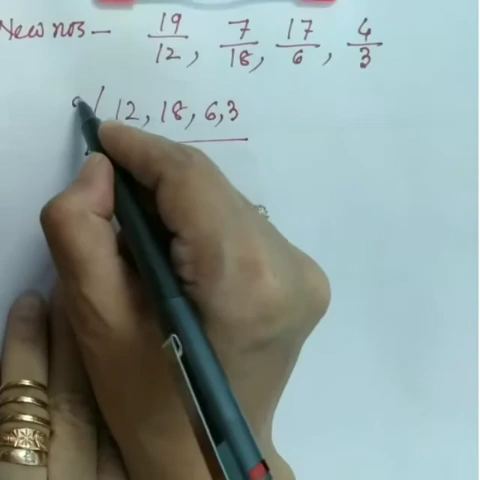 New nos — 19/12, 7/18, 17/6, 4/3
12, 18, 6, 3